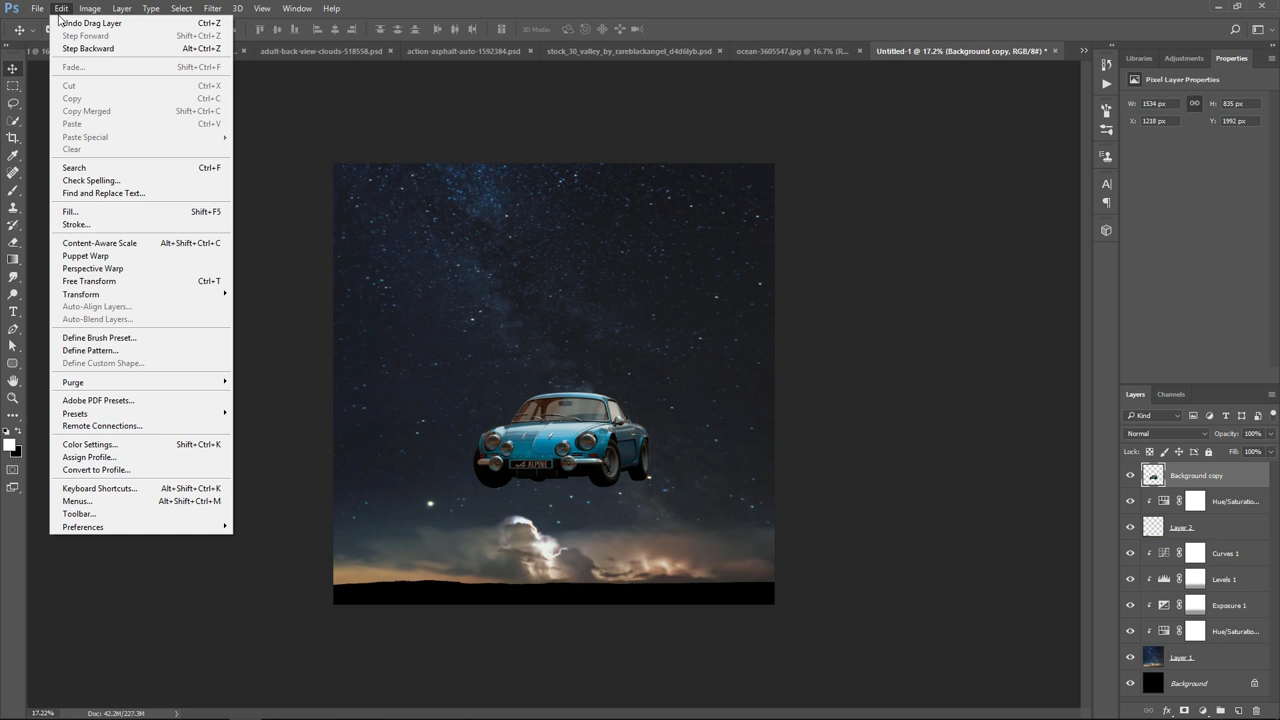 Ps File Edit Image Layer Type Select Filter 3D View Window Help
3D Mode:
adult-back-view-clouds-518558.psd × action-asphalt-auto-1592384.psd × stock_30_valley_by_rareblackangel_d4d6lyb.psd × ocean-3605547.jpg @ 16.7% (R... × Untitled-1 @ 17.2% (Background copy, RGB/8#) * ×
Undo Drag Layer Ctrl+Z
Step Forward Shift+Ctrl+Z
Step Backward Alt+Ctrl+Z
Fade... Shift+Ctrl+F
Cut Ctrl+X
Copy Ctrl+C
Copy Merged Shift+Ctrl+C
Paste Ctrl+V
Paste Special
Clear
Search Ctrl+F
Check Spelling...
Find and Replace Text...
Fill... Shift+F5
Stroke...
Content-Aware Scale Alt+Shift+Ctrl+C
Puppet Warp
Perspective Warp
Free Transform Ctrl+T
Transform
Auto-Align Layers...
Auto-Blend Layers...
Define Brush Preset...
Define Pattern...
Define Custom Shape...
Purge
Adobe PDF Presets...
Presets
Remote Connections...
Color Settings... Shift+Ctrl+K
Assign Profile...
Convert to Profile...
Keyboard Shortcuts... Alt+Shift+Ctrl+K
Menus... Alt+Shift+Ctrl+M
Toolbar...
Preferences
ALPINE
Libraries Adjustments Properties
Pixel Layer Properties
W: 1534 px H: 835 px
X: 1218 px Y: 1992 px
Layers Channels
Kind
Normal Opacity: 100%
Lock: Fill: 100%
Background copy
Hue/Saturatio...
Layer 2
Curves 1
Levels 1
Exposure 1
Hue/Saturatio...
Layer 1
Background
17.22% Doc: 42.2M/227.3M